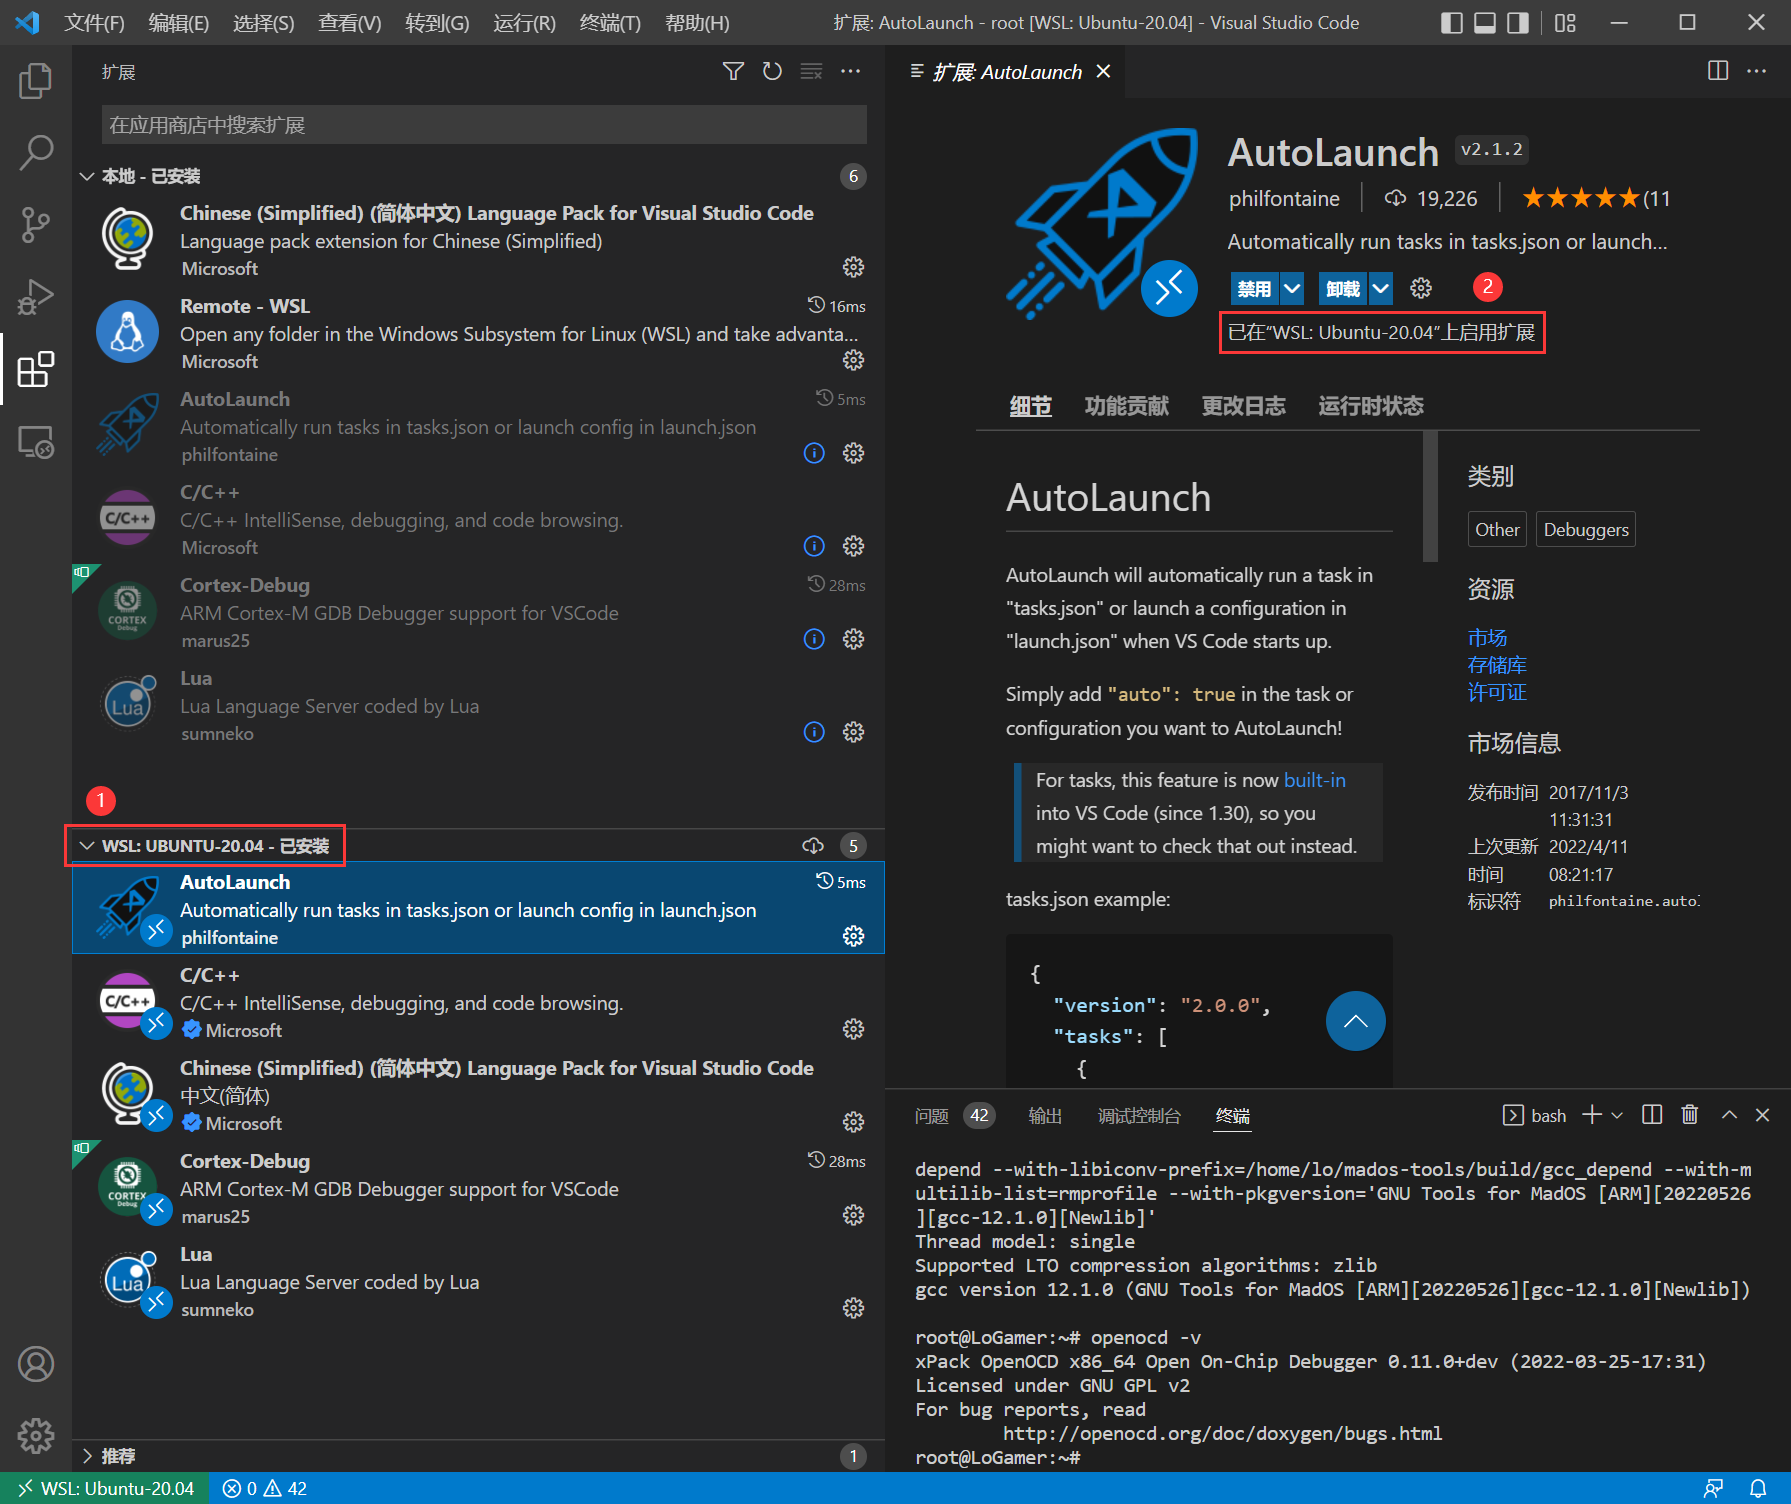 文件(F) 编辑(E) 选择(S) 查看(V) 转到(G) 运行(R) 终端(T) 帮助(H) 扩展: AutoLaunch - root [WSL: Ubuntu-20.04] - Visual Studio Code
扩展
在应用商店中搜索扩展
本地 - 已安装 6
Chinese (Simplified) (简体中文) Language Pack for Visual Studio Code
Language pack extension for Chinese (Simplified)
Microsoft
Remote - WSL 16ms
Open any folder in the Windows Subsystem for Linux (WSL) and take advanta...
Microsoft
AutoLaunch 5ms
Automatically run tasks in tasks.json or launch config in launch.json
philfontaine
C/C++
C/C++
C/C++ IntelliSense, debugging, and code browsing.
Microsoft
Cortex-Debug 28ms
CORTEX
Debug
ARM Cortex-M GDB Debugger support for VSCode
marus25
Lua
Lua
Lua Language Server coded by Lua
sumneko
1
WSL: UBUNTU-20.04 - 已安装 5
AutoLaunch 5ms
Automatically run tasks in tasks.json or launch config in launch.json
philfontaine
C/C++
C/C++
C/C++ IntelliSense, debugging, and code browsing.
Microsoft
Chinese (Simplified) (简体中文) Language Pack for Visual Studio Code
中文(简体)
Microsoft
Cortex-Debug 28ms
CORTEX
Debug
ARM Cortex-M GDB Debugger support for VSCode
marus25
Lua
Lua
Lua Language Server coded by Lua
sumneko
推荐 1
扩展: AutoLaunch
AutoLaunch v2.1.2
philfontaine 19,226 ★★★★★(11
Automatically run tasks in tasks.json or launch...
禁用 卸载 2
已在“WSL: Ubuntu-20.04”上启用扩展
细节 功能贡献 更改日志 运行时状态
AutoLaunch
AutoLaunch will automatically run a task in
"tasks.json" or launch a configuration in
"launch.json" when VS Code starts up.
Simply add "auto": true in the task or
configuration you want to AutoLaunch!
For tasks, this feature is now built-in
into VS Code (since 1.30), so you
might want to check that out instead.
tasks.json example:
{
"version": "2.0.0",
"tasks": [
{
类别
Other Debuggers
资源
市场
存储库
许可证
市场信息
发布时间 2017/11/3
11:31:31
上次更新 2022/4/11
时间 08:21:17
标识符 philfontaine.auto
问题 42 输出 调试控制台 终端 bash
depend --with-libiconv-prefix=/home/lo/mados-tools/build/gcc_depend --with-m
ultilib-list=rmprofile --with-pkgversion='GNU Tools for MadOS [ARM][20220526
][gcc-12.1.0][Newlib]'
Thread model: single
Supported LTO compression algorithms: zlib
gcc version 12.1.0 (GNU Tools for MadOS [ARM][20220526][gcc-12.1.0][Newlib])
root@LoGamer:~# openocd -v
xPack OpenOCD x86_64 Open On-Chip Debugger 0.11.0+dev (2022-03-25-17:31)
Licensed under GNU GPL v2
For bug reports, read
http://openocd.org/doc/doxygen/bugs.html
root@LoGamer:~#
WSL: Ubuntu-20.04 0 42